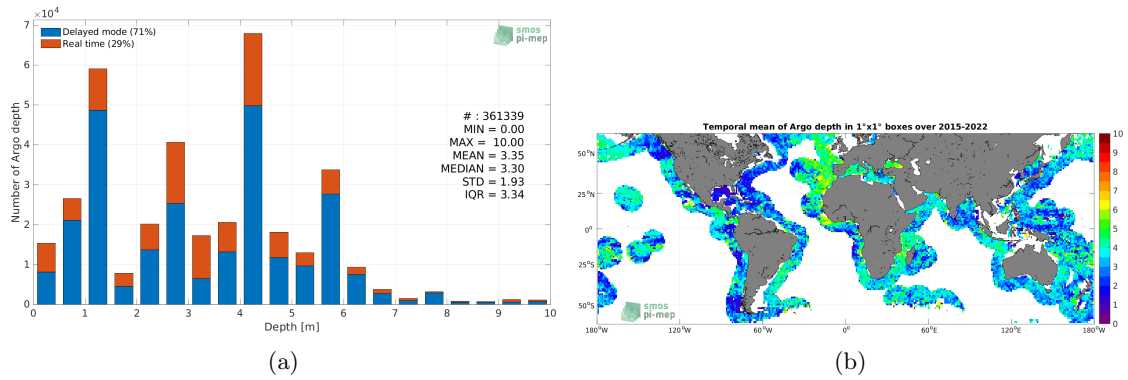 ×10⁴
7
6
5
4
3
2
1
0
Number of Argo depth
Delayed mode (71%)
Real time (29%)
smos
pi-mep
# : 361339
MIN = 0.00
MAX = 10.00
MEAN = 3.35
MEDIAN = 3.30
STD = 1.93
IQR = 3.34
0 1 2 3 4 5 6 7 8 9 10
Depth [m]
(a)
Temporal mean of Argo depth in 1°x1° boxes over 2015-2022
50°N
25°N
0°
25°S
50°S
smos
pi-mep
180°W 120°W 60°W 0° 60°E 120°E 180°E
10
9
8
7
6
5
4
3
2
1
0
(b)